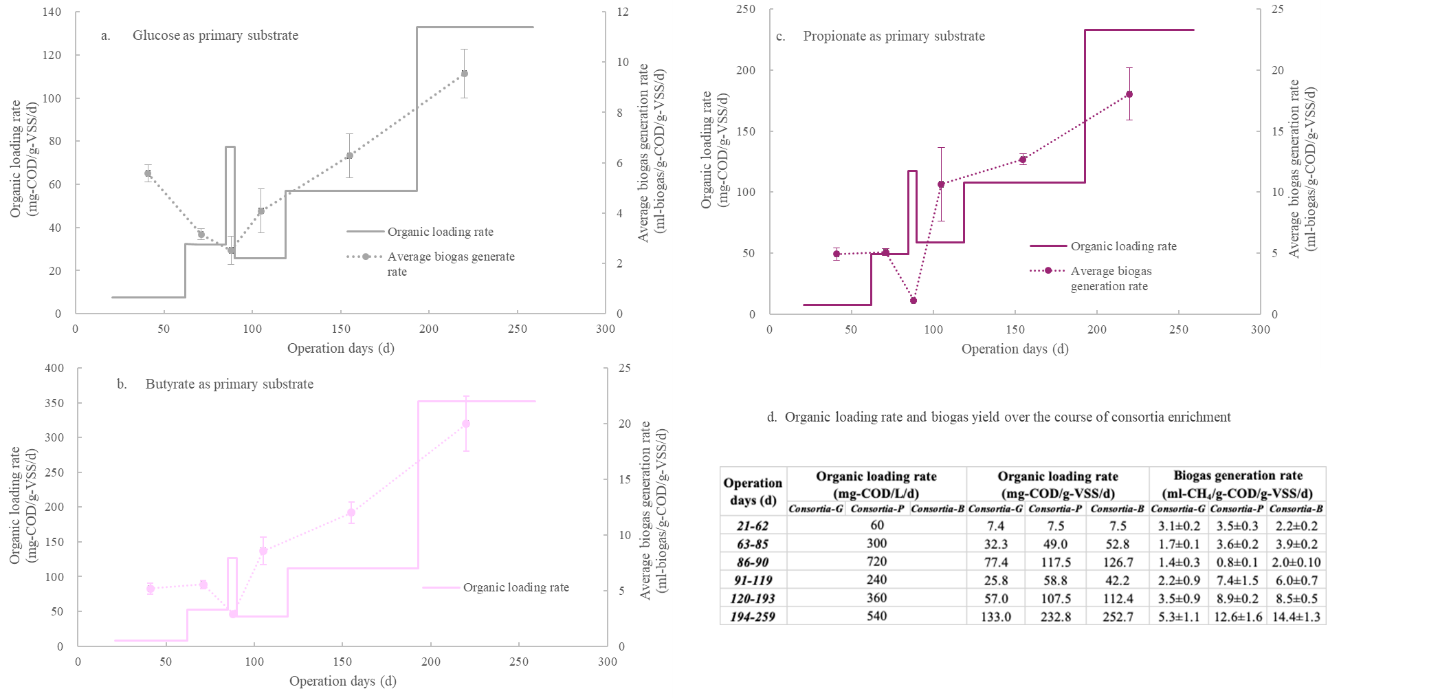 a. Glucose as primary substrate
Organic loading rate
(mg-COD/g-VSS/d)
140
120
100
80
60
40
20
0
12
10
8
6
4
2
0
Average biogas generation rate
(ml-biogas/g-COD/g-VSS/d)
Organic loading rate
Average biogas generate
rate
0 50 100 150 200 250 300
Operation days (d)
c. Propionate as primary substrate
Organic loading rate
(mg-COD/g-VSS/d)
250
200
150
100
50
0
25
20
15
10
5
0
Average biogas generation rate
(ml-biogas/g-COD/g-VSS/d)
Organic loading rate
Average biogas
generation rate
0 50 100 150 200 250 300
Operation days (d)
b. Butyrate as primary substrate
Organic loading rate
(mg-COD/g-VSS/d)
400
350
300
250
200
150
100
50
0
25
20
15
10
5
0
Average biogas generation rate
(ml-biogas/g-COD/g-VSS/d)
Organic loading rate
0 50 100 150 200 250 300
Operation days (d)
d. Organic loading rate and biogas yield over the course of consortia enrichment
Operation days (d) Organic loading rate (mg-COD/L/d) Organic loading rate (mg-COD/g-VSS/d) Biogas generation rate (ml-CH₄/g-COD/g-VSS/d)
Consortia-G Consortia-P Consortia-B Consortia-G Consortia-P Consortia-B Consortia-G Consortia-P Consortia-B
21-62 60 7.4 7.5 7.5 3.1±0.2 3.5±0.3 2.2±0.2
63-85 300 32.3 49.0 52.8 1.7±0.1 3.6±0.2 3.9±0.2
86-90 720 77.4 117.5 126.7 1.4±0.3 0.8±0.1 2.0±0.10
91-119 240 25.8 58.8 42.2 2.2±0.9 7.4±1.5 6.0±0.7
120-193 360 57.0 107.5 112.4 3.5±0.9 8.9±0.2 8.5±0.5
194-259 540 133.0 232.8 252.7 5.3±1.1 12.6±1.6 14.4±1.3